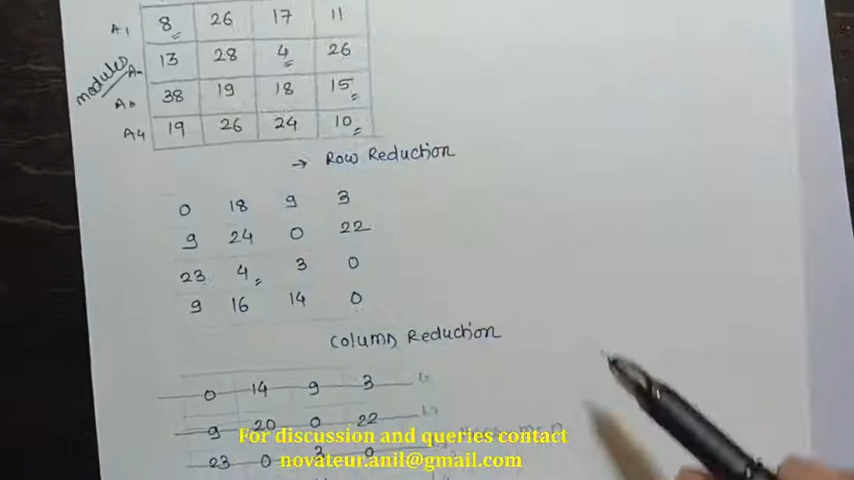 A1 8 26 17 11
modules
A2 13 28 4 26
38 19 18 15
A4 19 26 24 10
→ Row Reduction
0 18 9 3
9 24 0 22
23 4 3 0
9 16 14 0
Column Reduction
0 14 9 3
9 20 0 22
For discussion and queries contact
23 0 3 0
novateur.anil@gmail.com